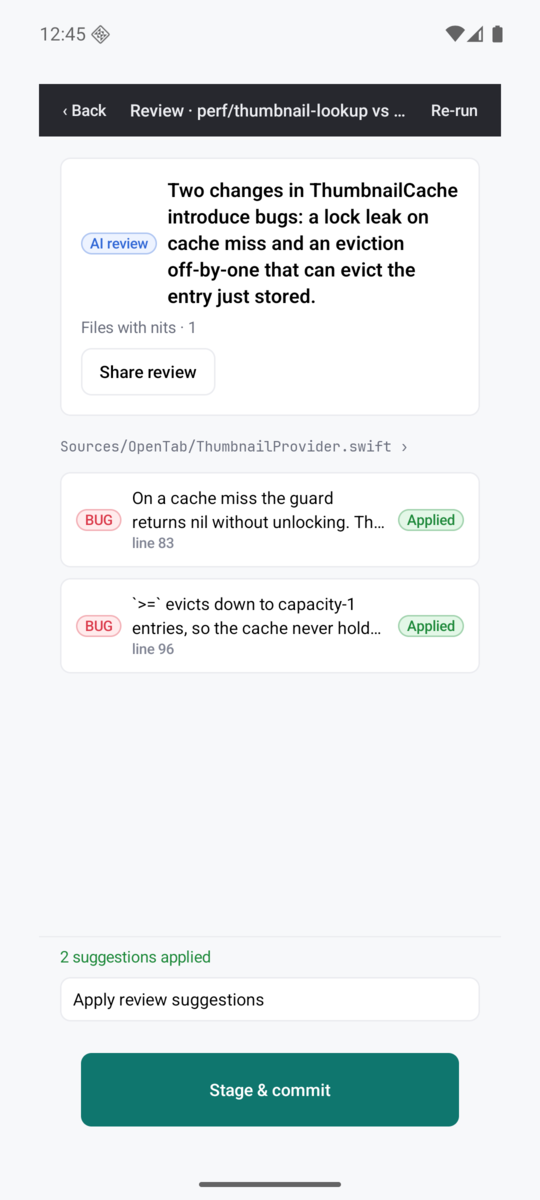 12:45
‹ Back Review · perf/thumbnail-lookup vs ... Re-run
AI review
Two changes in ThumbnailCache
introduce bugs: a lock leak on
cache miss and an eviction
off-by-one that can evict the
entry just stored.
Files with nits · 1
Share review
Sources/OpenTab/ThumbnailProvider.swift ›
BUG
On a cache miss the guard
returns nil without unlocking. Th...
line 83
Applied
BUG
`>=` evicts down to capacity-1
entries, so the cache never hold...
line 96
Applied
2 suggestions applied
Apply review suggestions
Stage & commit